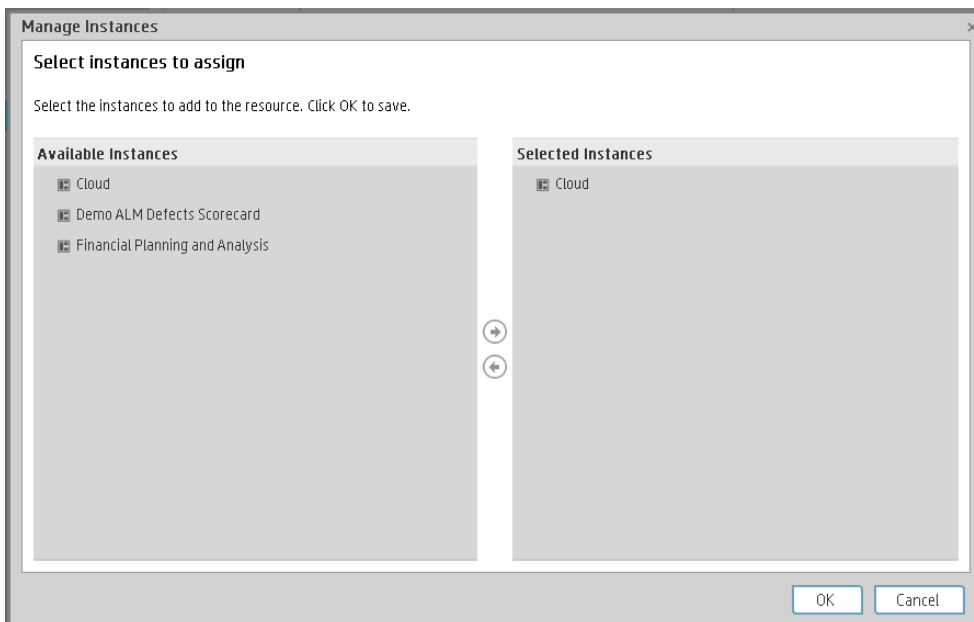 Manage Instances
Select instances to assign
Select the instances to add to the resource. Click OK to save.
Available Instances
Cloud
Demo ALM Defects Scorecard
Financial Planning and Analysis
Selected Instances
Cloud
OK
Cancel